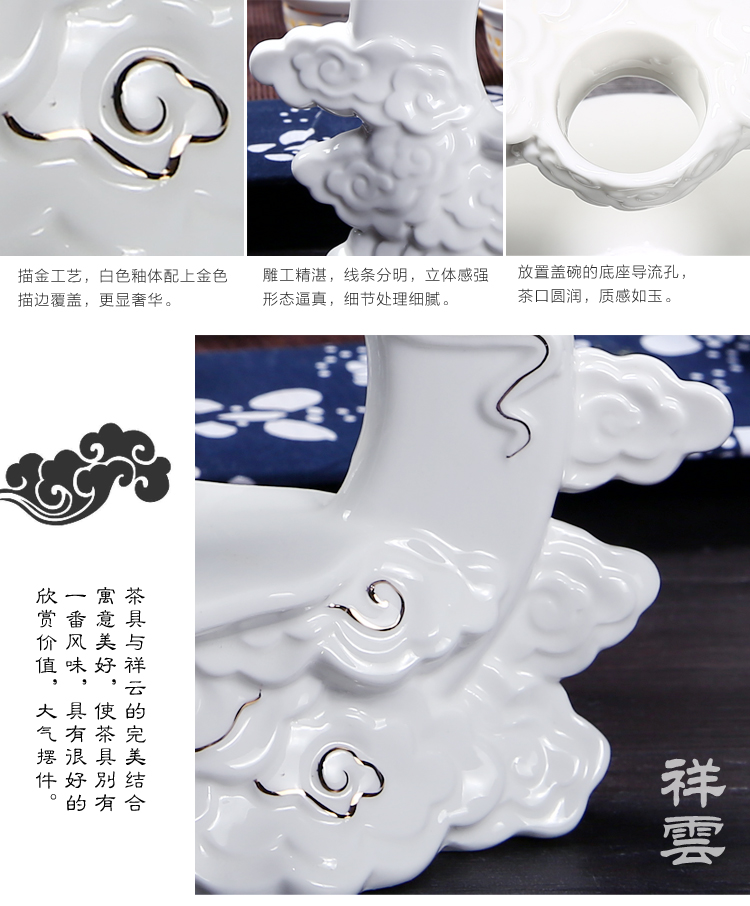 描金工艺，白色釉体配上金色
描边覆盖，更显奢华。
雕工精湛，线条分明，立体感强
形态逼真，细节处理细腻。
放置盖碗的底座导流孔，
茶口圆润，质感如玉。
茶具与祥云的完美结合
寓意美好，使茶具别有
一番风味，具有很好的
欣赏价值，大气摆件。
祥雲